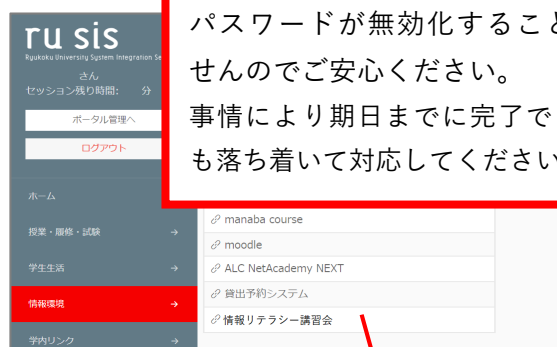 ru sis
Ryukoku University System Integration Se
さん
セッション残り時間: 分
ポータル管理へ
ログアウト
パスワードが無効化すること
せんのでご安心ください。
事情により期日までに完了で
も落ち着いて対応してください
ホーム
授業・履修・試験 →
学生生活 →
情報環境 →
学内リンク →
manaba course
moodle
ALC NetAcademy NEXT
貸出予約システム
情報リテラシー講習会